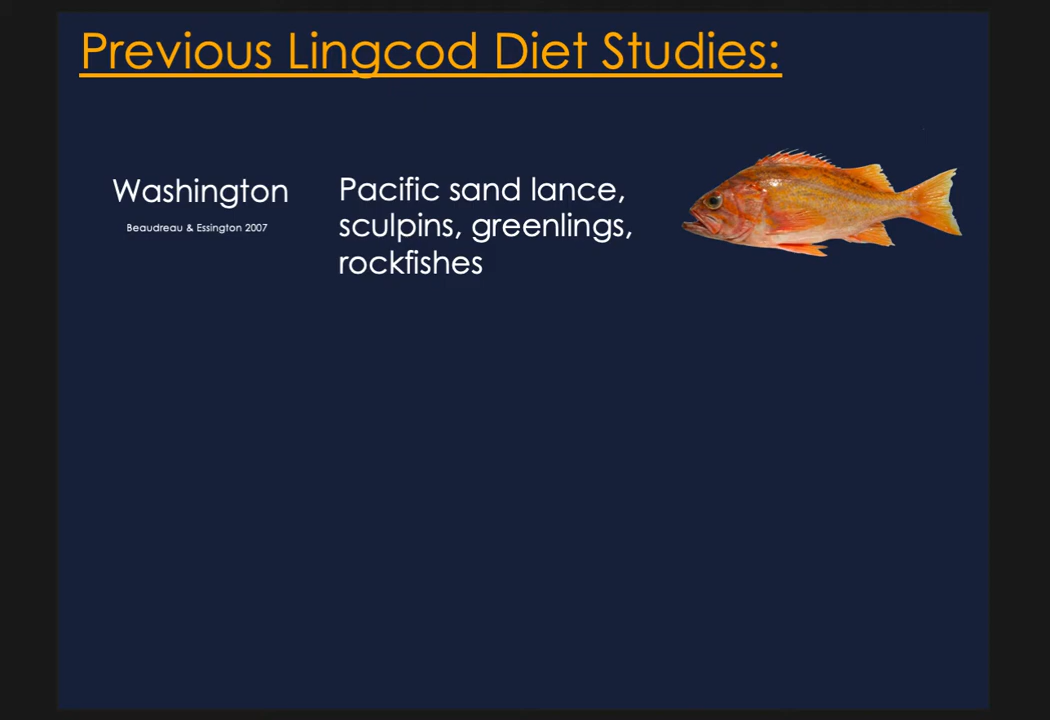 Previous Lingcod Diet Studies:
Washington
Beaudreau & Essington 2007
Pacific sand lance,
sculpins, greenlings,
rockfishes